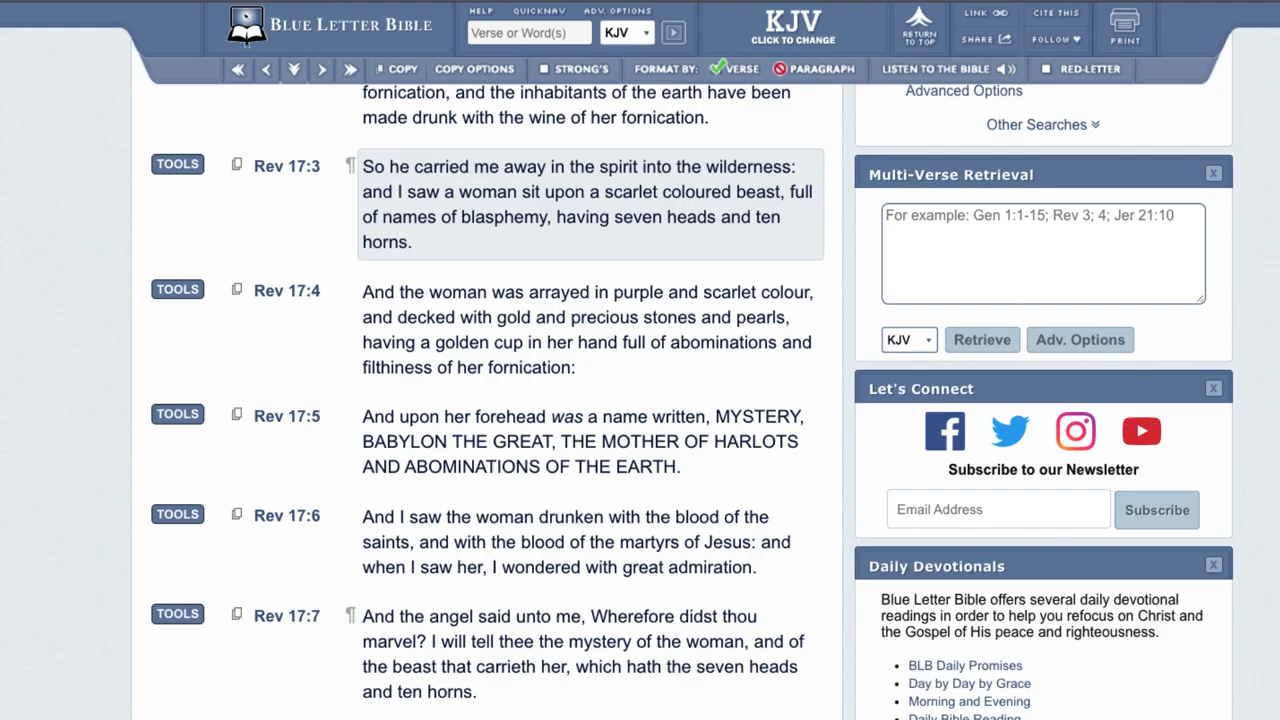 HELP QUICKNAV ADV. OPTIONS
BLUE LETTER BIBLE
Verse or Word(s)
KJV
KJV
CLICK TO CHANGE
RETURN
TO TOP
LINK
SHARE
CITE THIS
FOLLOW
PRINT
COPY COPY OPTIONS STRONG'S FORMAT BY: VERSE PARAGRAPH LISTEN TO THE BIBLE RED-LETTER
fornication, and the inhabitants of the earth have been
made drunk with the wine of her fornication.
TOOLS Rev 17:3 ¶ So he carried me away in the spirit into the wilderness:
and I saw a woman sit upon a scarlet coloured beast, full
of names of blasphemy, having seven heads and ten
horns.
TOOLS Rev 17:4 And the woman was arrayed in purple and scarlet colour,
and decked with gold and precious stones and pearls,
having a golden cup in her hand full of abominations and
filthiness of her fornication:
TOOLS Rev 17:5 And upon her forehead was a name written, MYSTERY,
BABYLON THE GREAT, THE MOTHER OF HARLOTS
AND ABOMINATIONS OF THE EARTH.
TOOLS Rev 17:6 And I saw the woman drunken with the blood of the
saints, and with the blood of the martyrs of Jesus: and
when I saw her, I wondered with great admiration.
TOOLS Rev 17:7 ¶ And the angel said unto me, Wherefore didst thou
marvel? I will tell thee the mystery of the woman, and of
the beast that carrieth her, which hath the seven heads
and ten horns.
Advanced Options
Other Searches
Multi-Verse Retrieval X
For example: Gen 1:1-15; Rev 3; 4; Jer 21:10
KJV Retrieve Adv. Options
Let's Connect X
Subscribe to our Newsletter
Email Address Subscribe
Daily Devotionals X
Blue Letter Bible offers several daily devotional
readings in order to help you refocus on Christ and
the Gospel of His peace and righteousness.
• BLB Daily Promises
• Day by Day by Grace
• Morning and Evening
• Daily Bible Reading